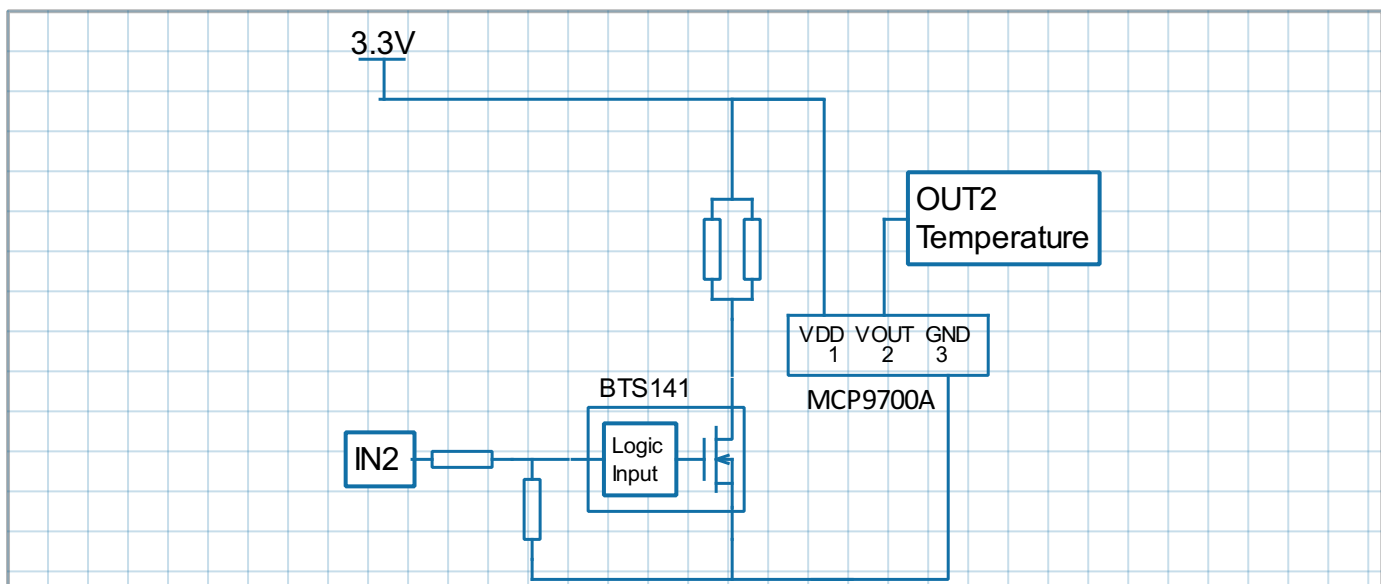 3.3V
OUT2
Temperature
VDD VOUT GND
1 2 3
MCP9700A
BTS141
IN2
Logic
Input